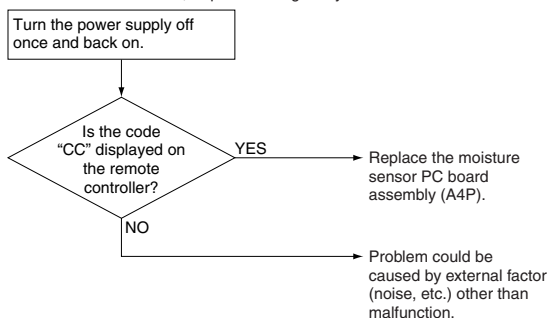 Turn the power supply off
once and back on.
Is the code
“CC” displayed on
the remote
controller?
YES
Replace the moisture
sensor PC board
assembly (A4P).
NO
Problem could be
caused by external factor
(noise, etc.) other than
malfunction.